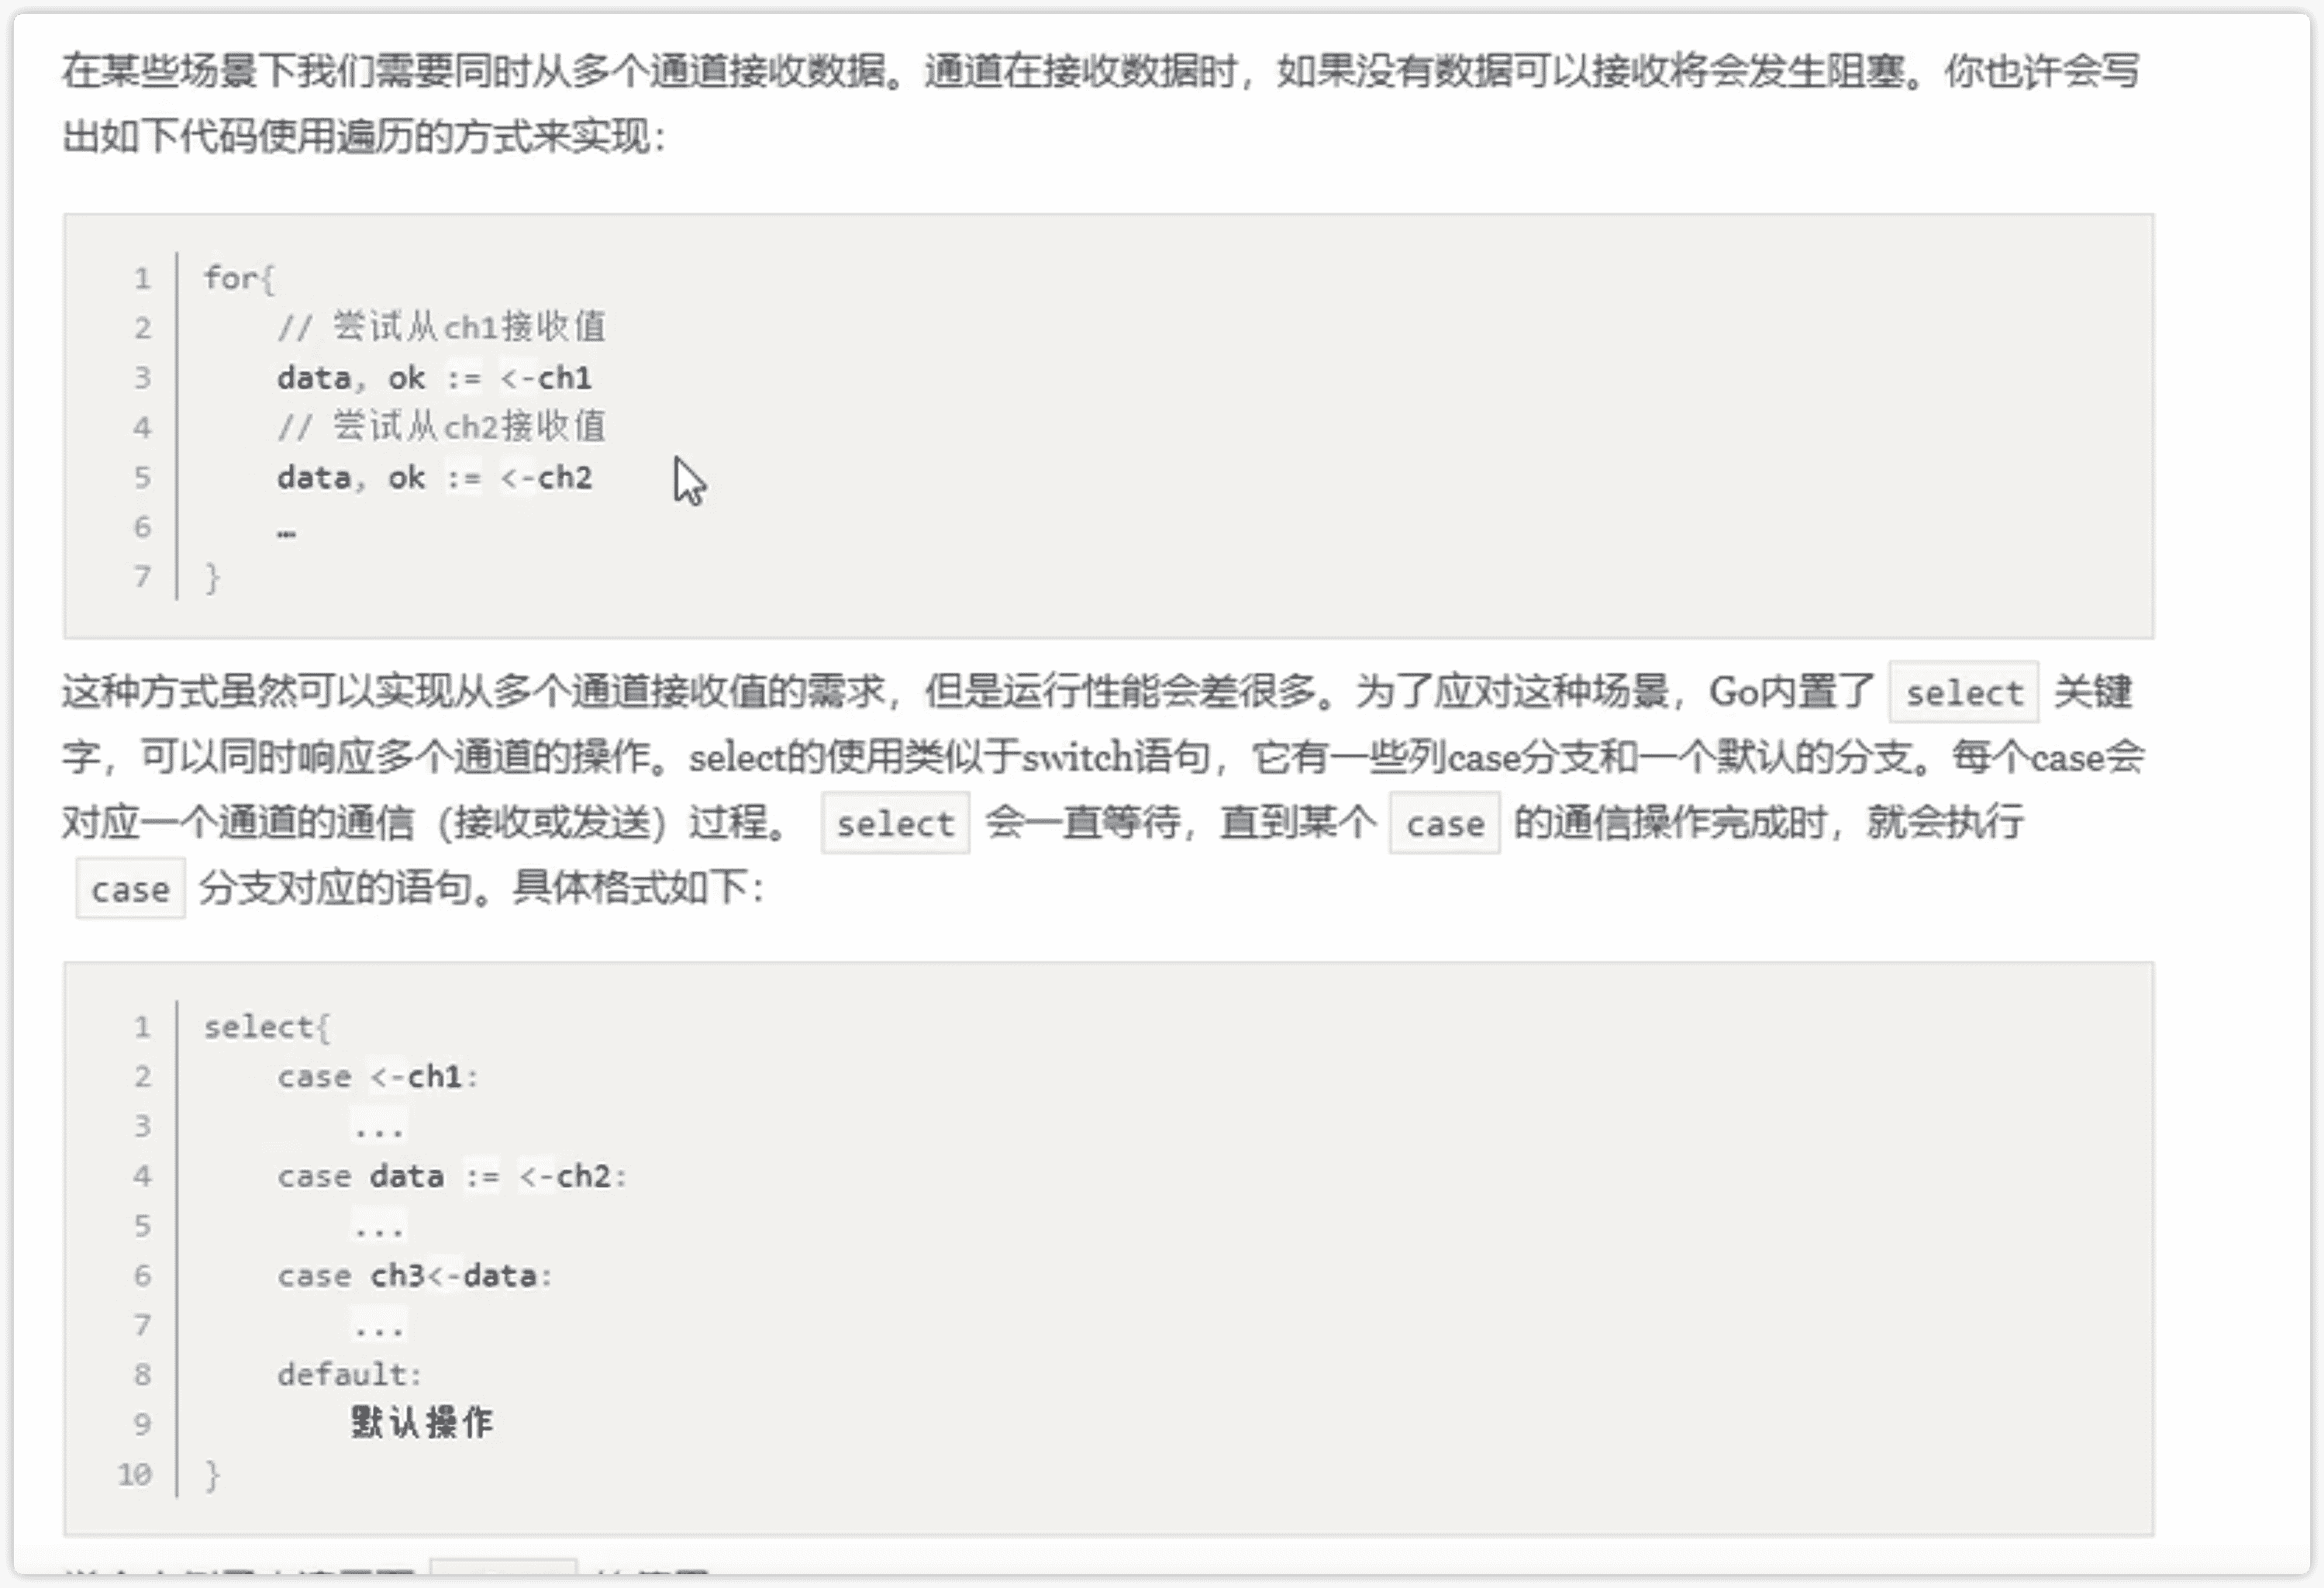 在某些场景下我们需要同时从多个通道接收数据。通道在接收数据时，如果没有数据可以接收将会发生阻塞。你也许会写
出如下代码使用遍历的方式来实现：
1 for{
2     // 尝试从ch1接收值
3     data, ok := <-ch1
4     // 尝试从ch2接收值
5     data, ok := <-ch2
6     …
7 }
这种方式虽然可以实现从多个通道接收值的需求，但是运行性能会差很多。为了应对这种场景，Go内置了 select 关键
字，可以同时响应多个通道的操作。select的使用类似于switch语句，它有一些列case分支和一个默认的分支。每个case会
对应一个通道的通信（接收或发送）过程。 select 会一直等待，直到某个 case 的通信操作完成时，就会执行
case 分支对应的语句。具体格式如下：
1 select{
2     case <-ch1:
3         ...
4     case data := <-ch2:
5         ...
6     case ch3<-data:
7         ...
8     default:
9         默认操作
10 }